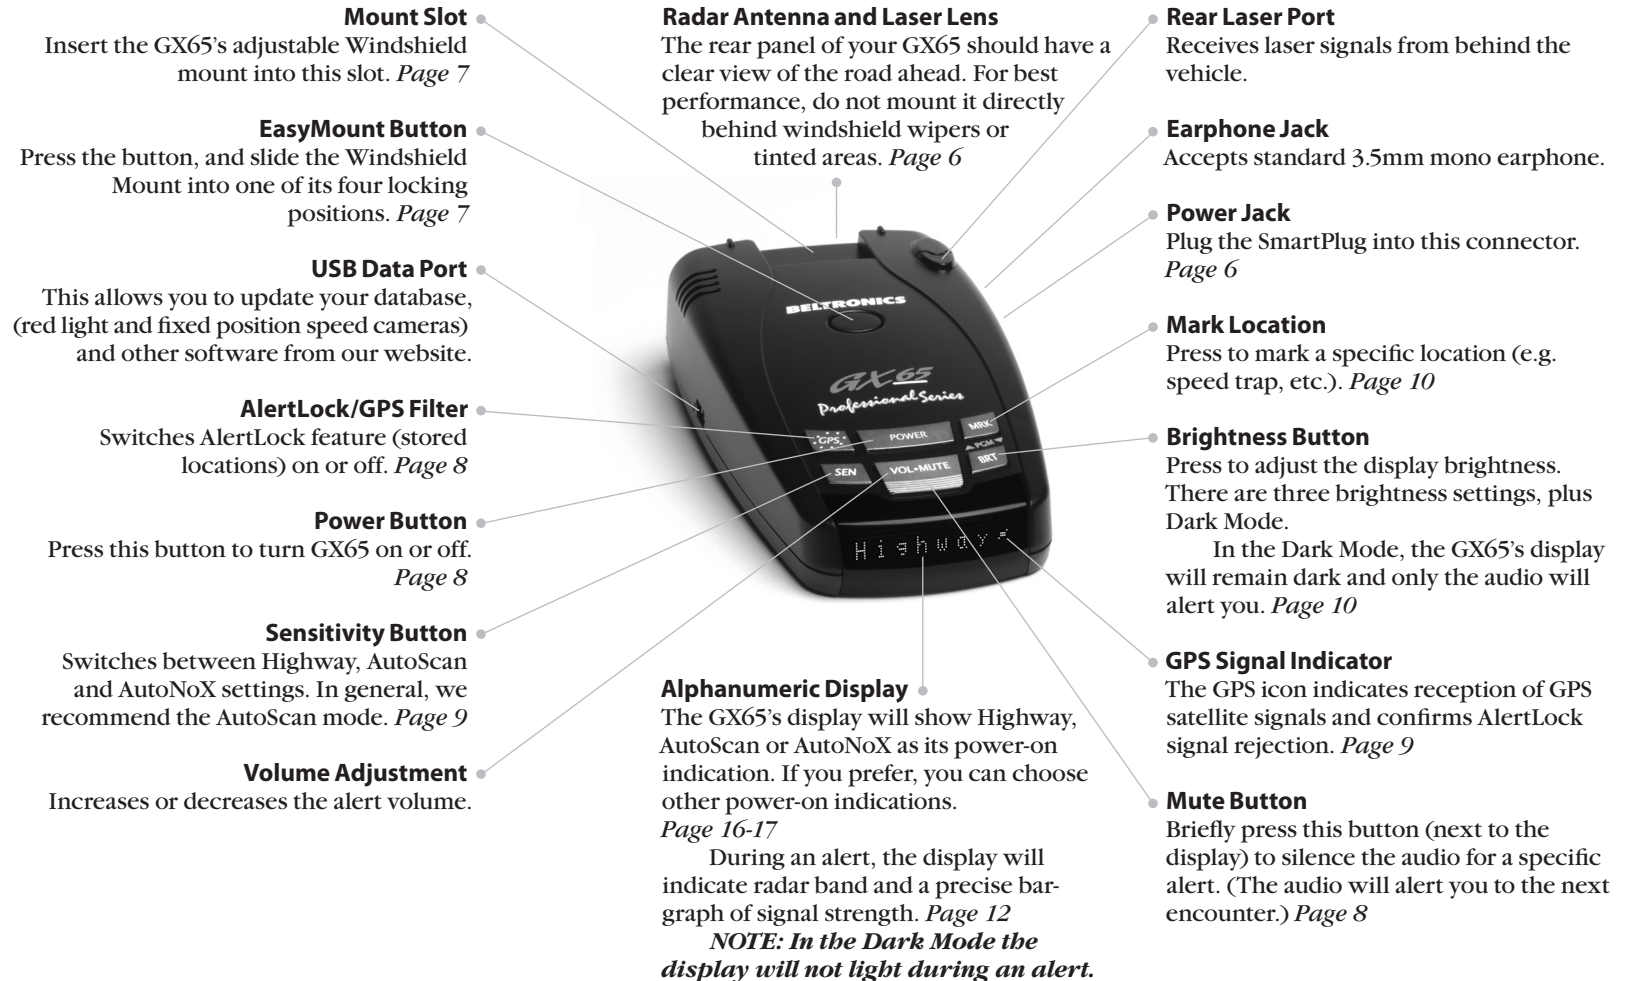 Mount Slot
Insert the GX65's adjustable Windshield
mount into this slot. Page 7
EasyMount Button
Press the button, and slide the Windshield
Mount into one of its four locking
positions. Page 7
USB Data Port
This allows you to update your database,
(red light and fixed position speed cameras)
and other software from our website.
AlertLock/GPS Filter
Switches AlertLock feature (stored
locations) on or off. Page 8
Power Button
Press this button to turn GX65 on or off.
Page 8
Sensitivity Button
Switches between Highway, AutoScan
and AutoNoX settings. In general, we
recommend the AutoScan mode. Page 9
Volume Adjustment
Increases or decreases the alert volume.
Radar Antenna and Laser Lens
The rear panel of your GX65 should have a
clear view of the road ahead. For best
performance, do not mount it directly
behind windshield wipers or
tinted areas. Page 6
BELTRONICS
GX 65
Professional Series
GPS
POWER
MRK
PGM
SEN
VOL•MUTE
BRT
Highway
Alphanumeric Display
The GX65's display will show Highway,
AutoScan or AutoNoX as its power-on
indication. If you prefer, you can choose
other power-on indications.
Page 16-17
During an alert, the display will
indicate radar band and a precise bar-
graph of signal strength. Page 12
NOTE: In the Dark Mode the
display will not light during an alert.
Rear Laser Port
Receives laser signals from behind the
vehicle.
Earphone Jack
Accepts standard 3.5mm mono earphone.
Power Jack
Plug the SmartPlug into this connector.
Page 6
Mark Location
Press to mark a specific location (e.g.
speed trap, etc.). Page 10
Brightness Button
Press to adjust the display brightness.
There are three brightness settings, plus
Dark Mode.
In the Dark Mode, the GX65's display
will remain dark and only the audio will
alert you. Page 10
GPS Signal Indicator
The GPS icon indicates reception of GPS
satellite signals and confirms AlertLock
signal rejection. Page 9
Mute Button
Briefly press this button (next to the
display) to silence the audio for a specific
alert. (The audio will alert you to the next
encounter.) Page 8